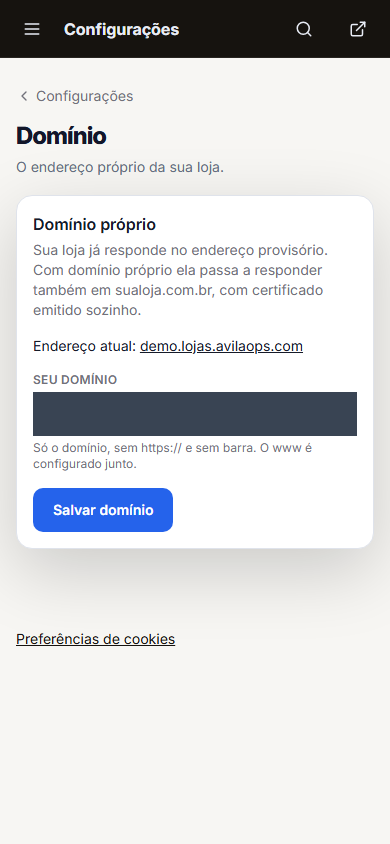 Configurações
Configurações
Domínio
O endereço próprio da sua loja.
Domínio próprio
Sua loja já responde no endereço provisório.
Com domínio próprio ela passa a responder
também em sualoja.com.br, com certificado
emitido sozinho.
Endereço atual: demo.lojas.avilaops.com
SEU DOMÍNIO
Só o domínio, sem https:// e sem barra. O www é
configurado junto.
Salvar domínio
Preferências de cookies